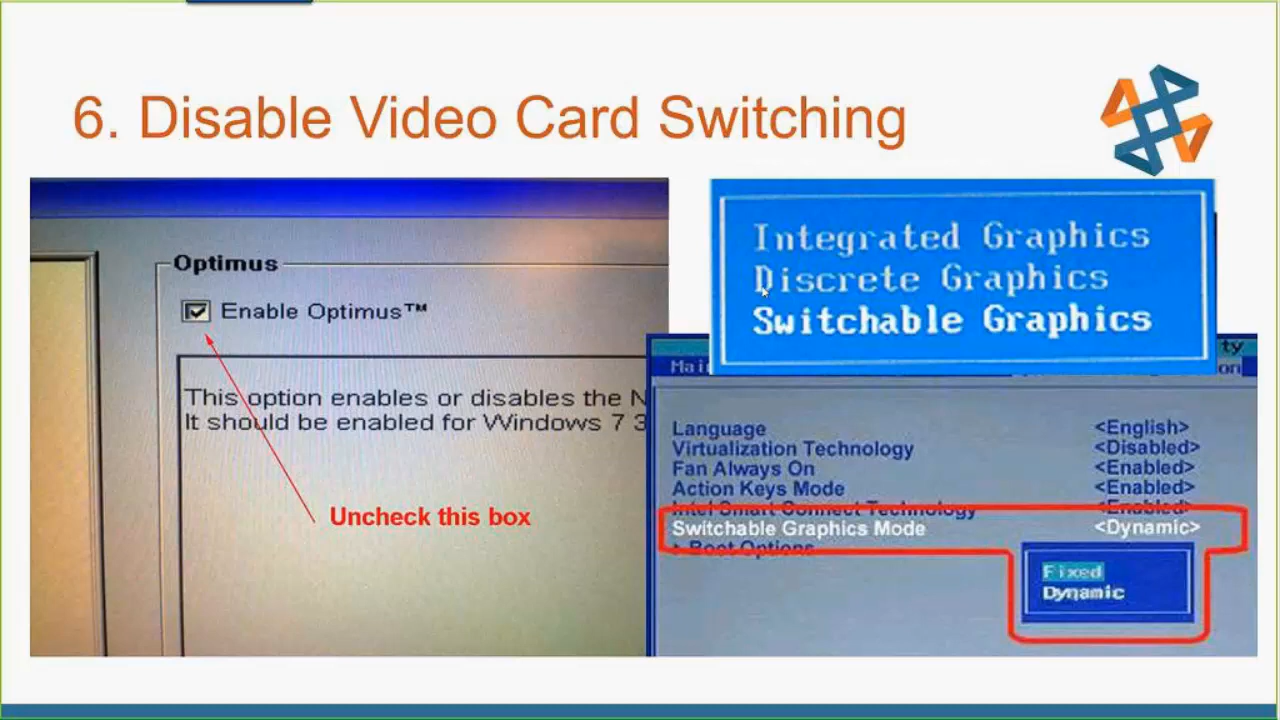 6. Disable Video Card Switching
Optimus
Enable Optimus™
This option enables or disables the N
It should be enabled for Windows 7 3
Uncheck this box
Integrated Graphics
Discrete Graphics
Switchable Graphics
ty
Main
on
Language <English>
Virtualization Technology <Disabled>
Fan Always On <Enabled>
Action Keys Mode <Enabled>
Intel Smart Connect Technology <Enabled>
Switchable Graphics Mode <Dynamic>
Boot Options
Fixed
Dynamic